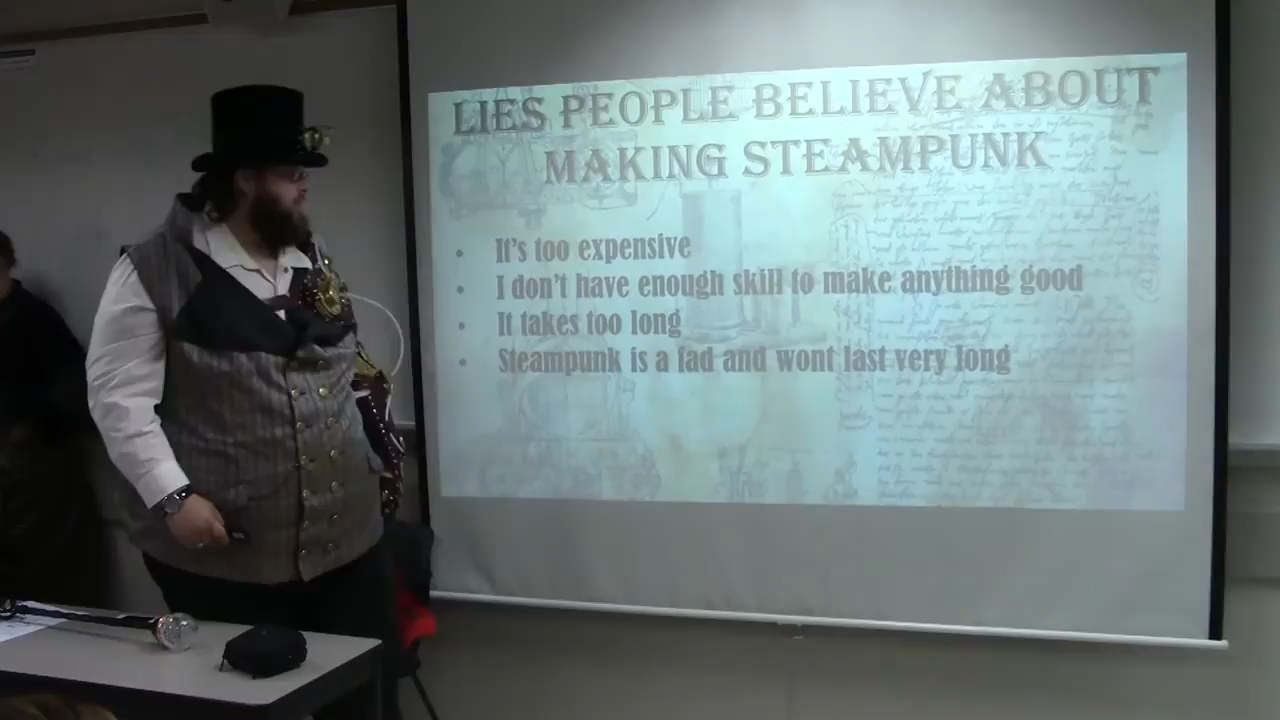 LIES PEOPLE BELIEVE ABOUT
MAKING STEAMPUNK
• It's too expensive
• I don't have enough skill to make anything good
• It takes too long
• Steampunk is a fad and wont last very long